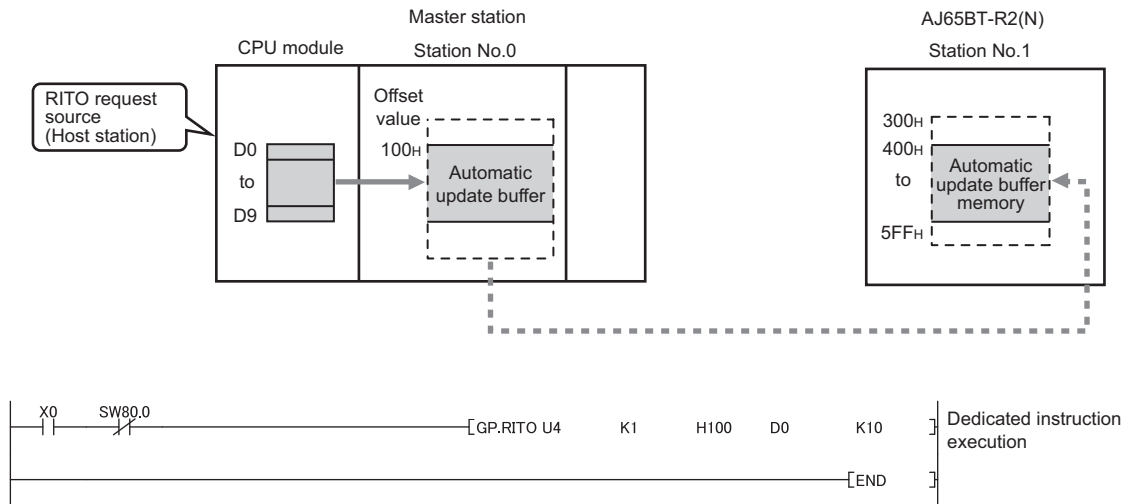 Master station
AJ65BT-R2(N)
CPU module
Station No.0
Station No.1
RITO request
source
(Host station)
Offset
value
D0
to
D9
100H
Automatic
update buffer
300H
400H
to
5FFH
Automatic
update buffer
memory
X0
SW80.0
GP.RITO U4 K1 H100 D0 K10
Dedicated instruction
execution
END